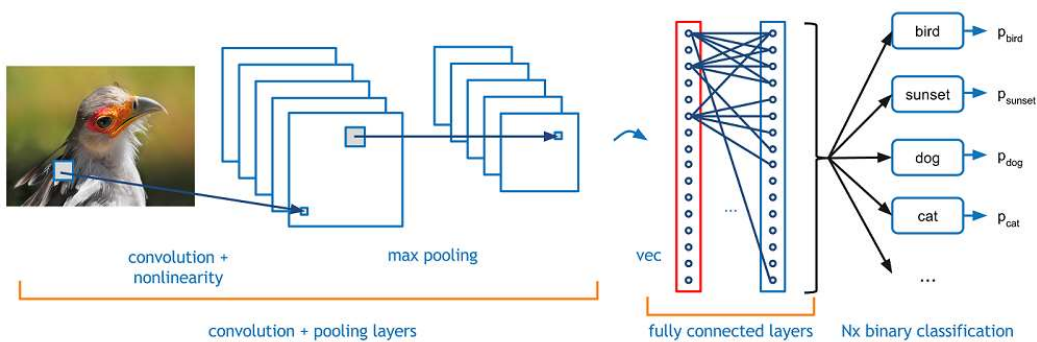 bird
p_bird
sunset
p_sunset
dog
p_dog
cat
p_cat
...
...
convolution +
nonlinearity
max pooling
vec
convolution + pooling layers
fully connected layers
Nx binary classification